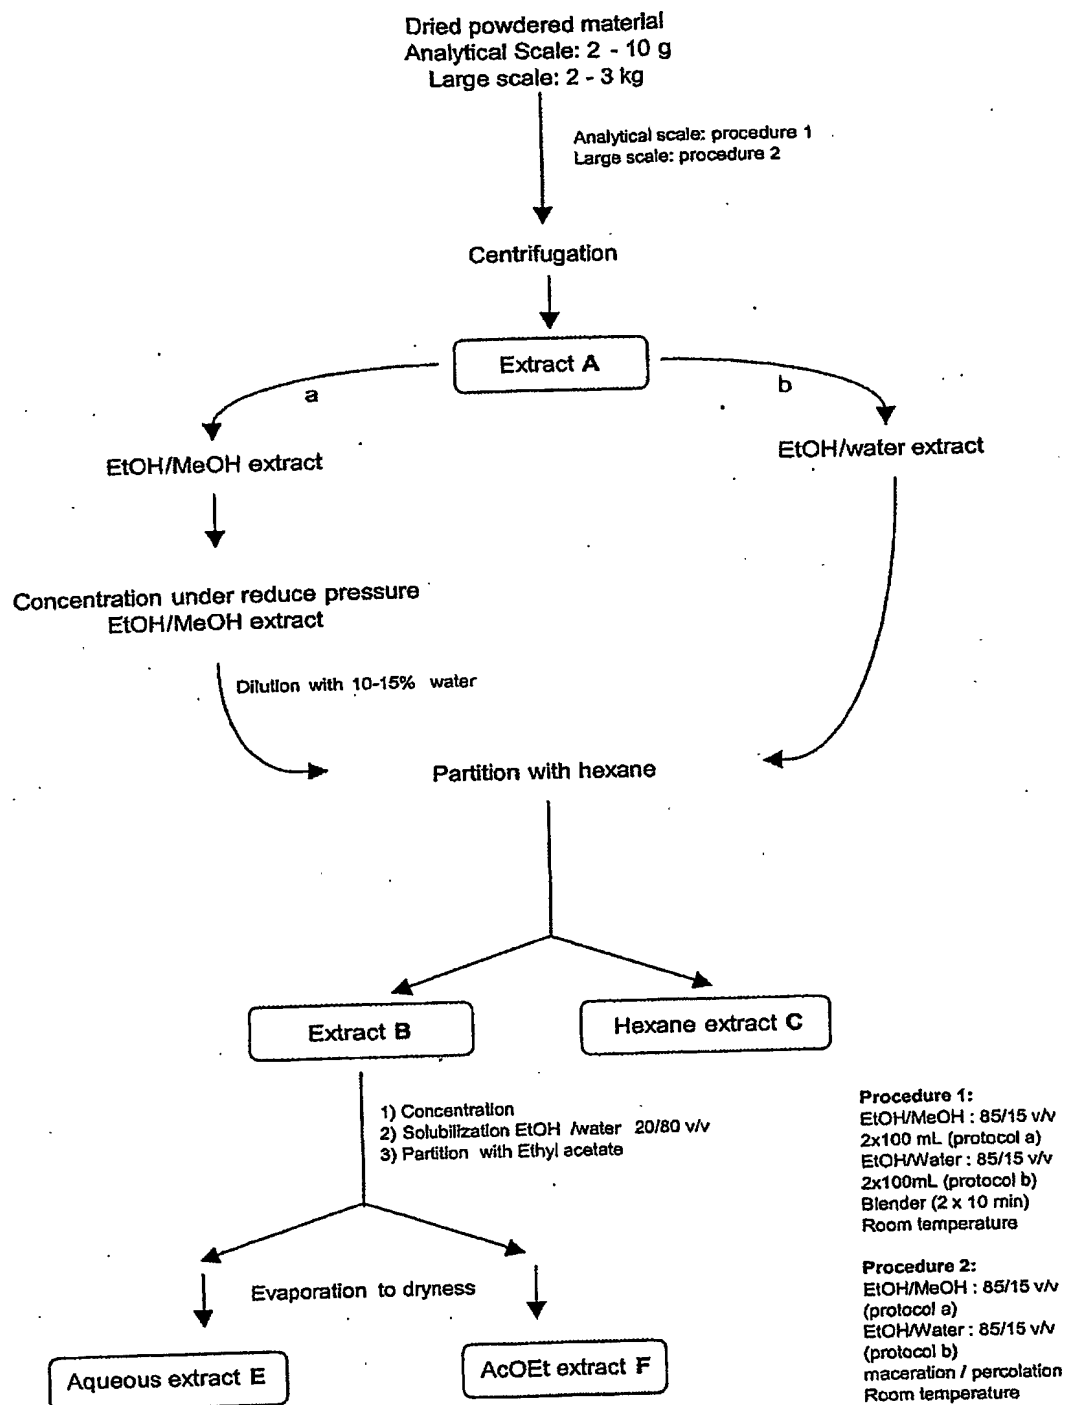 Dried powdered material
Analytical Scale: 2 - 10 g
Large scale: 2 - 3 kg
Analytical scale: procedure 1
Large scale: procedure 2
Centrifugation
Extract A
a
b
EtOH/MeOH extract
EtOH/water extract
Concentration under reduce pressure
EtOH/MeOH extract
Dilution with 10-15% water
Partition with hexane
Extract B
Hexane extract C
1) Concentration
2) Solubilization EtOH /water 20/80 v/v
3) Partition with Ethyl acetate
Evaporation to dryness
Aqueous extract E
AcOEt extract F
Procedure 1:
EtOH/MeOH : 85/15 v/v
2x100 mL (protocol a)
EtOH/Water : 85/15 v/v
2x100mL (protocol b)
Blender (2 x 10 min)
Room temperature
Procedure 2:
EtOH/MeOH : 85/15 v/v
(protocol a)
EtOH/Water : 85/15 v/v
(protocol b)
maceration / percolation
Room temperature